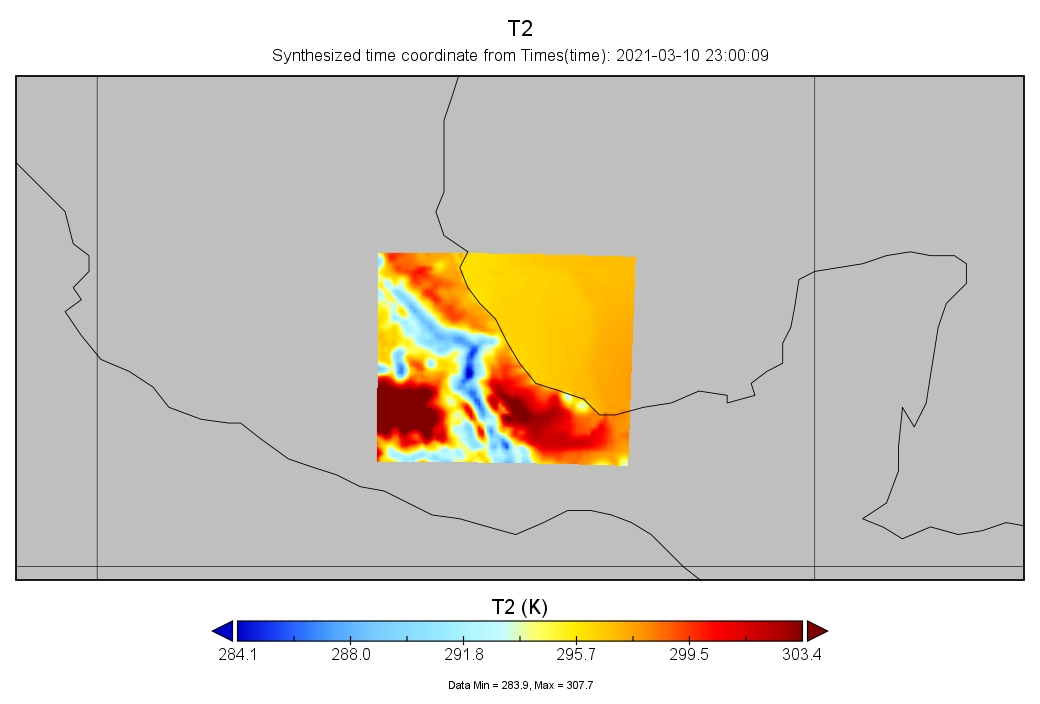 T2
Synthesized time coordinate from Times(time): 2021-03-10 23:00:09
T2 (K)
284.1 288.0 291.8 295.7 299.5 303.4
Data Min = 283.9, Max = 307.7